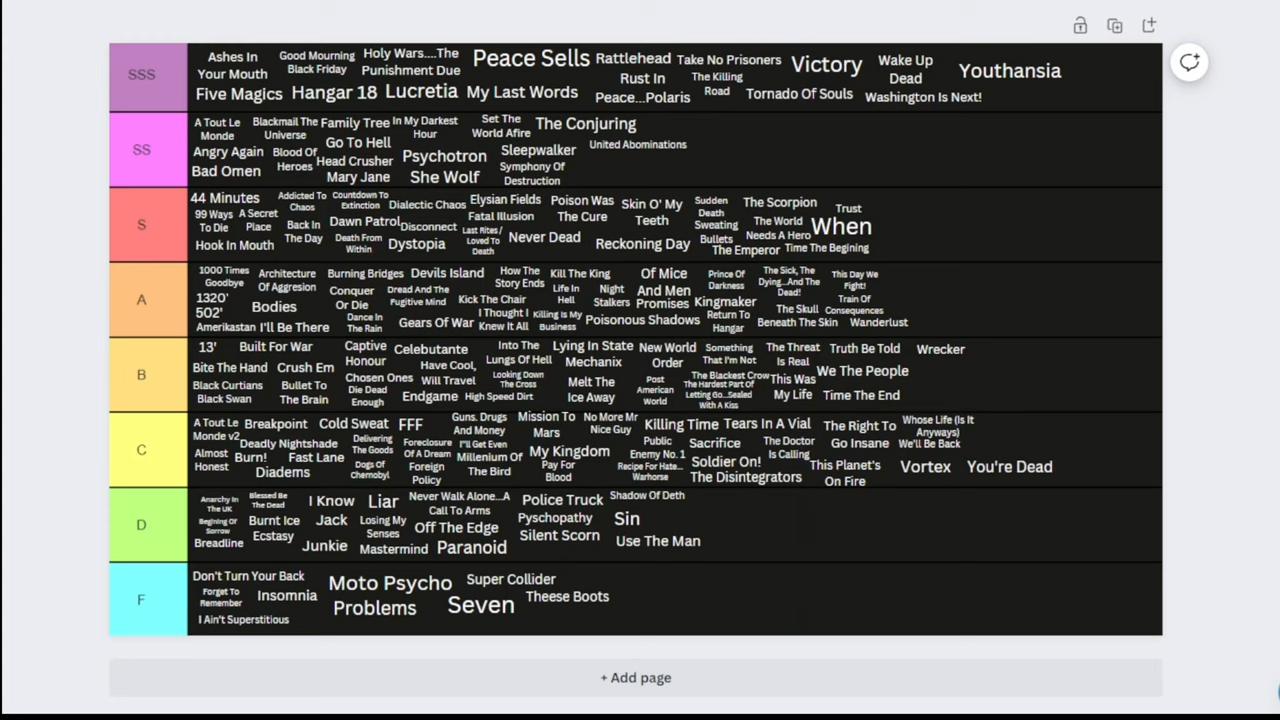 SSS
Ashes In
Your Mouth
Five Magics
Good Mourning
Black Friday
Hangar 18
Holy Wars....The
Punishment Due
Lucretia
Peace Sells
My Last Words
Rattlehead
Rust In
Peace...Polaris
Take No Prisoners
The Killing
Road
Tornado Of Souls
Victory
Wake Up
Dead
Washington Is Next!
Youthansia
SS
A Tout Le
Monde
Angry Again
Bad Omen
Blackmail The
Universe
Blood Of
Heroes
Family Tree
Go To Hell
Head Crusher
Mary Jane
In My Darkest
Hour
Psychotron
She Wolf
Set The
World Afire
Sleepwalker
Symphony Of
Destruction
The Conjuring
United Abominations
S
44 Minutes
99 Ways
To Die
A Secret
Place
Hook In Mouth
Addicted To
Chaos
Back In
The Day
Countdown To
Extinction
Dawn Patrol
Death From
Within
Dialectic Chaos
Disconnect
Dystopia
Elysian Fields
Fatal Illusion
Last Rites /
Loved To
Death
Never Dead
Poison Was
The Cure
Skin O' My
Teeth
Reckoning Day
Sudden
Death
Sweating
Bullets
The Emperor
The Scorpion
The World
Needs A Hero
Time The Begining
Trust
When
A
1000 Times
Goodbye
1320'
502'
Amerikastan
Architecture
Of Aggresion
Bodies
I'll Be There
Burning Bridges
Conquer
Or Die
Dance In
The Rain
Devils Island
Dread And The
Fugitive Mind
Gears Of War
How The
Story Ends
Kick The Chair
I Thought I
Knew It All
Kill The King
Life In
Hell
Killing Is My
Business
Night
Stalkers
Poisonous Shadows
Of Mice
And Men
Promises
Prince Of
Darkness
Kingmaker
Return To
Hangar
The Sick, The
Dying...And The
Dead!
The Skull
Beneath The Skin
This Day We
Fight!
Train Of
Consequences
Wanderlust
B
13'
Built For War
Bite The Hand
Crush Em
Black Curtians
Black Swan
Bullet To
The Brain
Captive
Honour
Chosen Ones
Die Dead
Enough
Celebutante
Have Cool,
Will Travel
Endgame
Into The
Lungs Of Hell
Looking Down
The Cross
High Speed Dirt
Lying In State
Mechanix
Melt The
Ice Away
New World
Order
Post
American
World
Something
That I'm Not
The Blackest Crow
The Hardest Part Of
Letting Go...Sealed
With A Kiss
The Threat
Is Real
This Was
My Life
Truth Be Told
We The People
Time The End
Wrecker
C
A Tout Le
Monde v2
Almost
Honest
Breakpoint
Deadly Nightshade
Burn!
Fast Lane
Diadems
Cold Sweat
Delivering
The Goods
Dogs Of
Chernobyl
FFF
Foreclosure
Of A Dream
Foreign
Policy
Guns. Drugs
And Money
I"ll Get Even
Millenium Of
The Bird
Mission To
Mars
My Kingdom
Pay For
Blood
No More Mr
Nice Guy
Killing Time
Public
Enemy No. 1
Recipe For Hate...
Warhorse
Tears In A Vial
Sacrifice
Soldier On!
The Disintegrators
The Doctor
Is Calling
The Right To
Go Insane
This Planet's
On Fire
Whose Life (Is It
Anyways)
We'll Be Back
Vortex
You're Dead
D
Anarchy In
The UK
Begining Of
Sorrow
Breadline
Blessed Be
The Dead
Burnt Ice
Ecstasy
I Know
Jack
Junkie
Liar
Losing My
Senses
Mastermind
Never Walk Alone...A
Call To Arms
Off The Edge
Paranoid
Police Truck
Pyschopathy
Silent Scorn
Shadow Of Deth
Sin
Use The Man
F
Don't Turn Your Back
Forget To
Remember
I Ain't Superstitious
Insomnia
Moto Psycho
Problems
Super Collider
Seven
Theese Boots
+ Add page